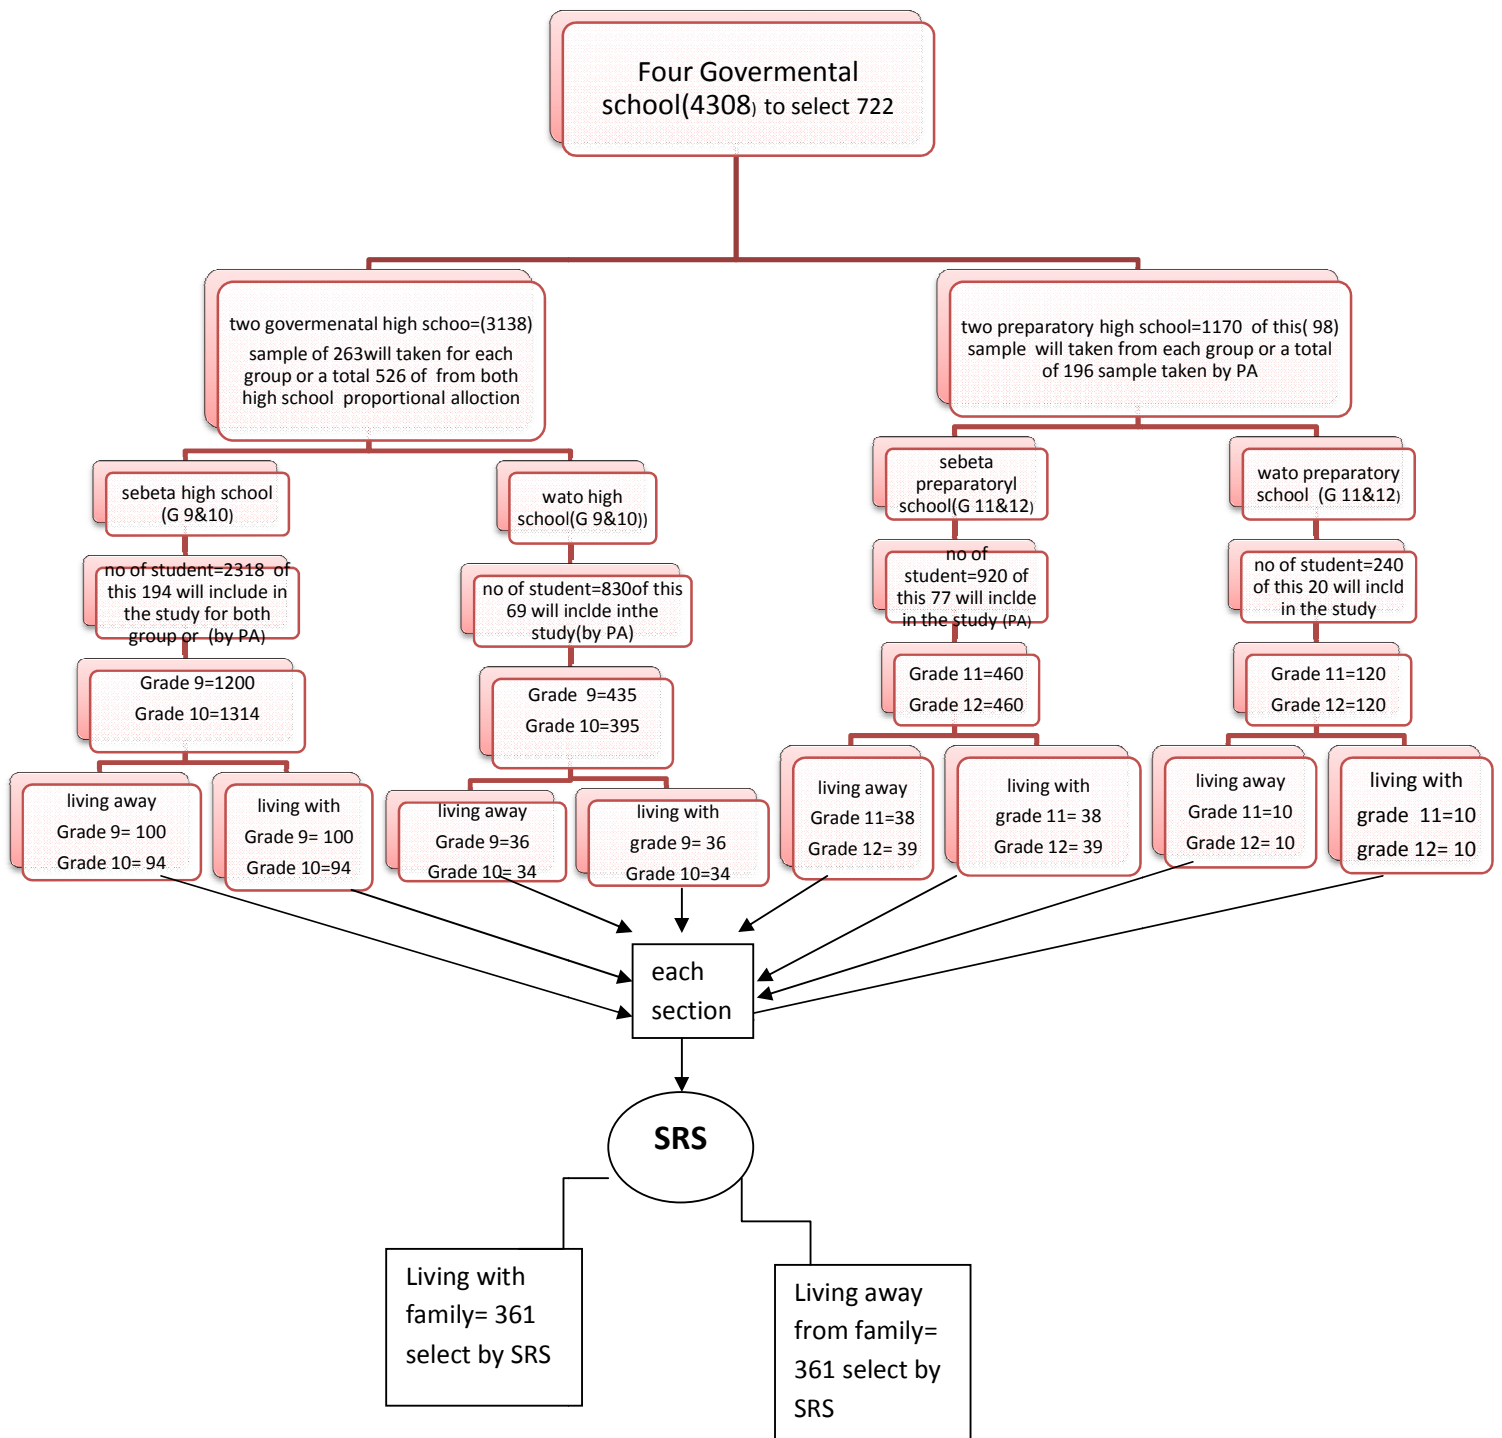 Four Govermental
school(4308) to select 722
two govermenatal high schoo=(3138)
sample of 263will taken for each
group or a total 526 of from both
high school proportional alloction
two preparatory high school=1170 of this( 98)
sample will taken from each group or a total
of 196 sample taken by PA
sebeta high school
(G 9&10)
wato high
school(G 9&10))
sebeta
preparatoryl
school(G 11&12)
wato preparatory
school (G 11&12)
no of student=2318 of
this 194 will include in
the study for both
group or (by PA)
no of student=830of this
69 will inclde inthe
study(by PA)
no of
student=920 of
this 77 will inclde
in the study (PA)
no of student=240
of this 20 will incld
in the study
Grade 9=1200
Grade 10=1314
Grade 9=435
Grade 10=395
Grade 11=460
Grade 12=460
Grade 11=120
Grade 12=120
living away
Grade 9= 100
Grade 10= 94
living with
Grade 9= 100
Grade 10=94
living away
Grade 9=36
Grade 10= 34
living with
grade 9= 36
Grade 10=34
living away
Grade 11=38
Grade 12= 39
living with
grade 11= 38
Grade 12= 39
living away
Grade 11=10
Grade 12= 10
living with
grade 11=10
grade 12= 10
each
section
SRS
Living with
family= 361
select by SRS
Living away
from family=
361 select by
SRS